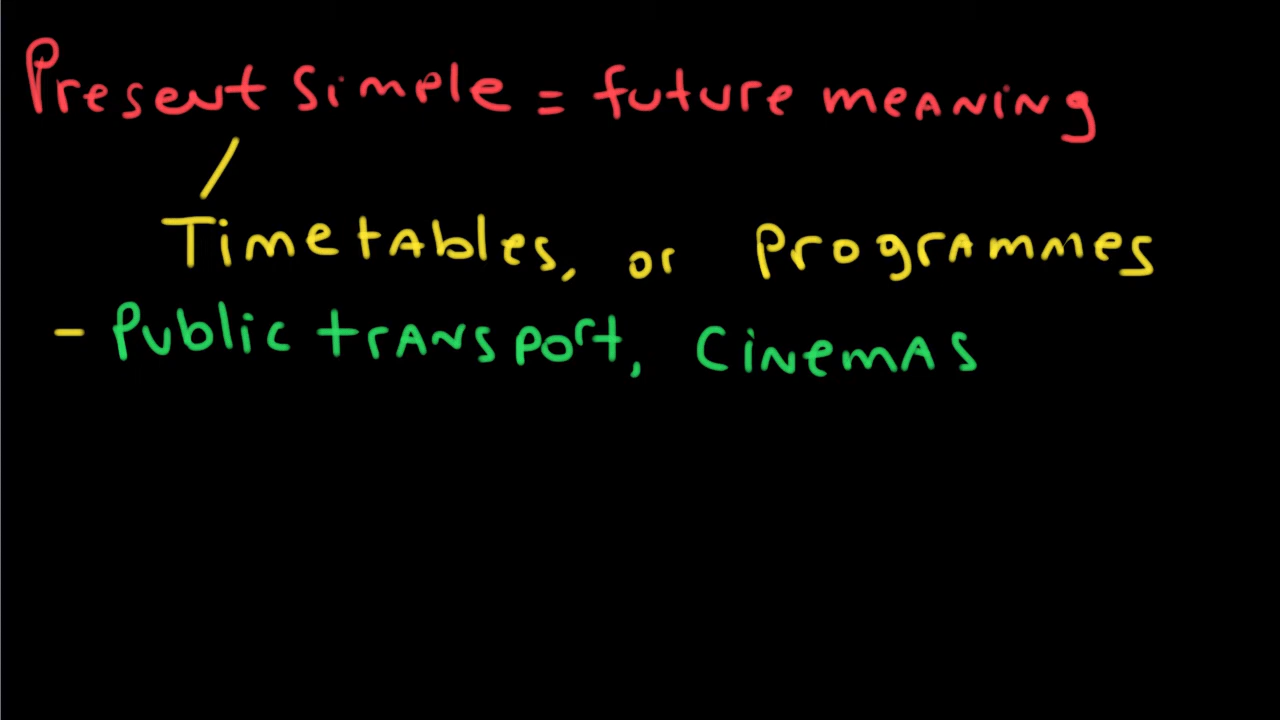 Present simple = future meaning
Timetables, or programmes
- Public transport, cinemas